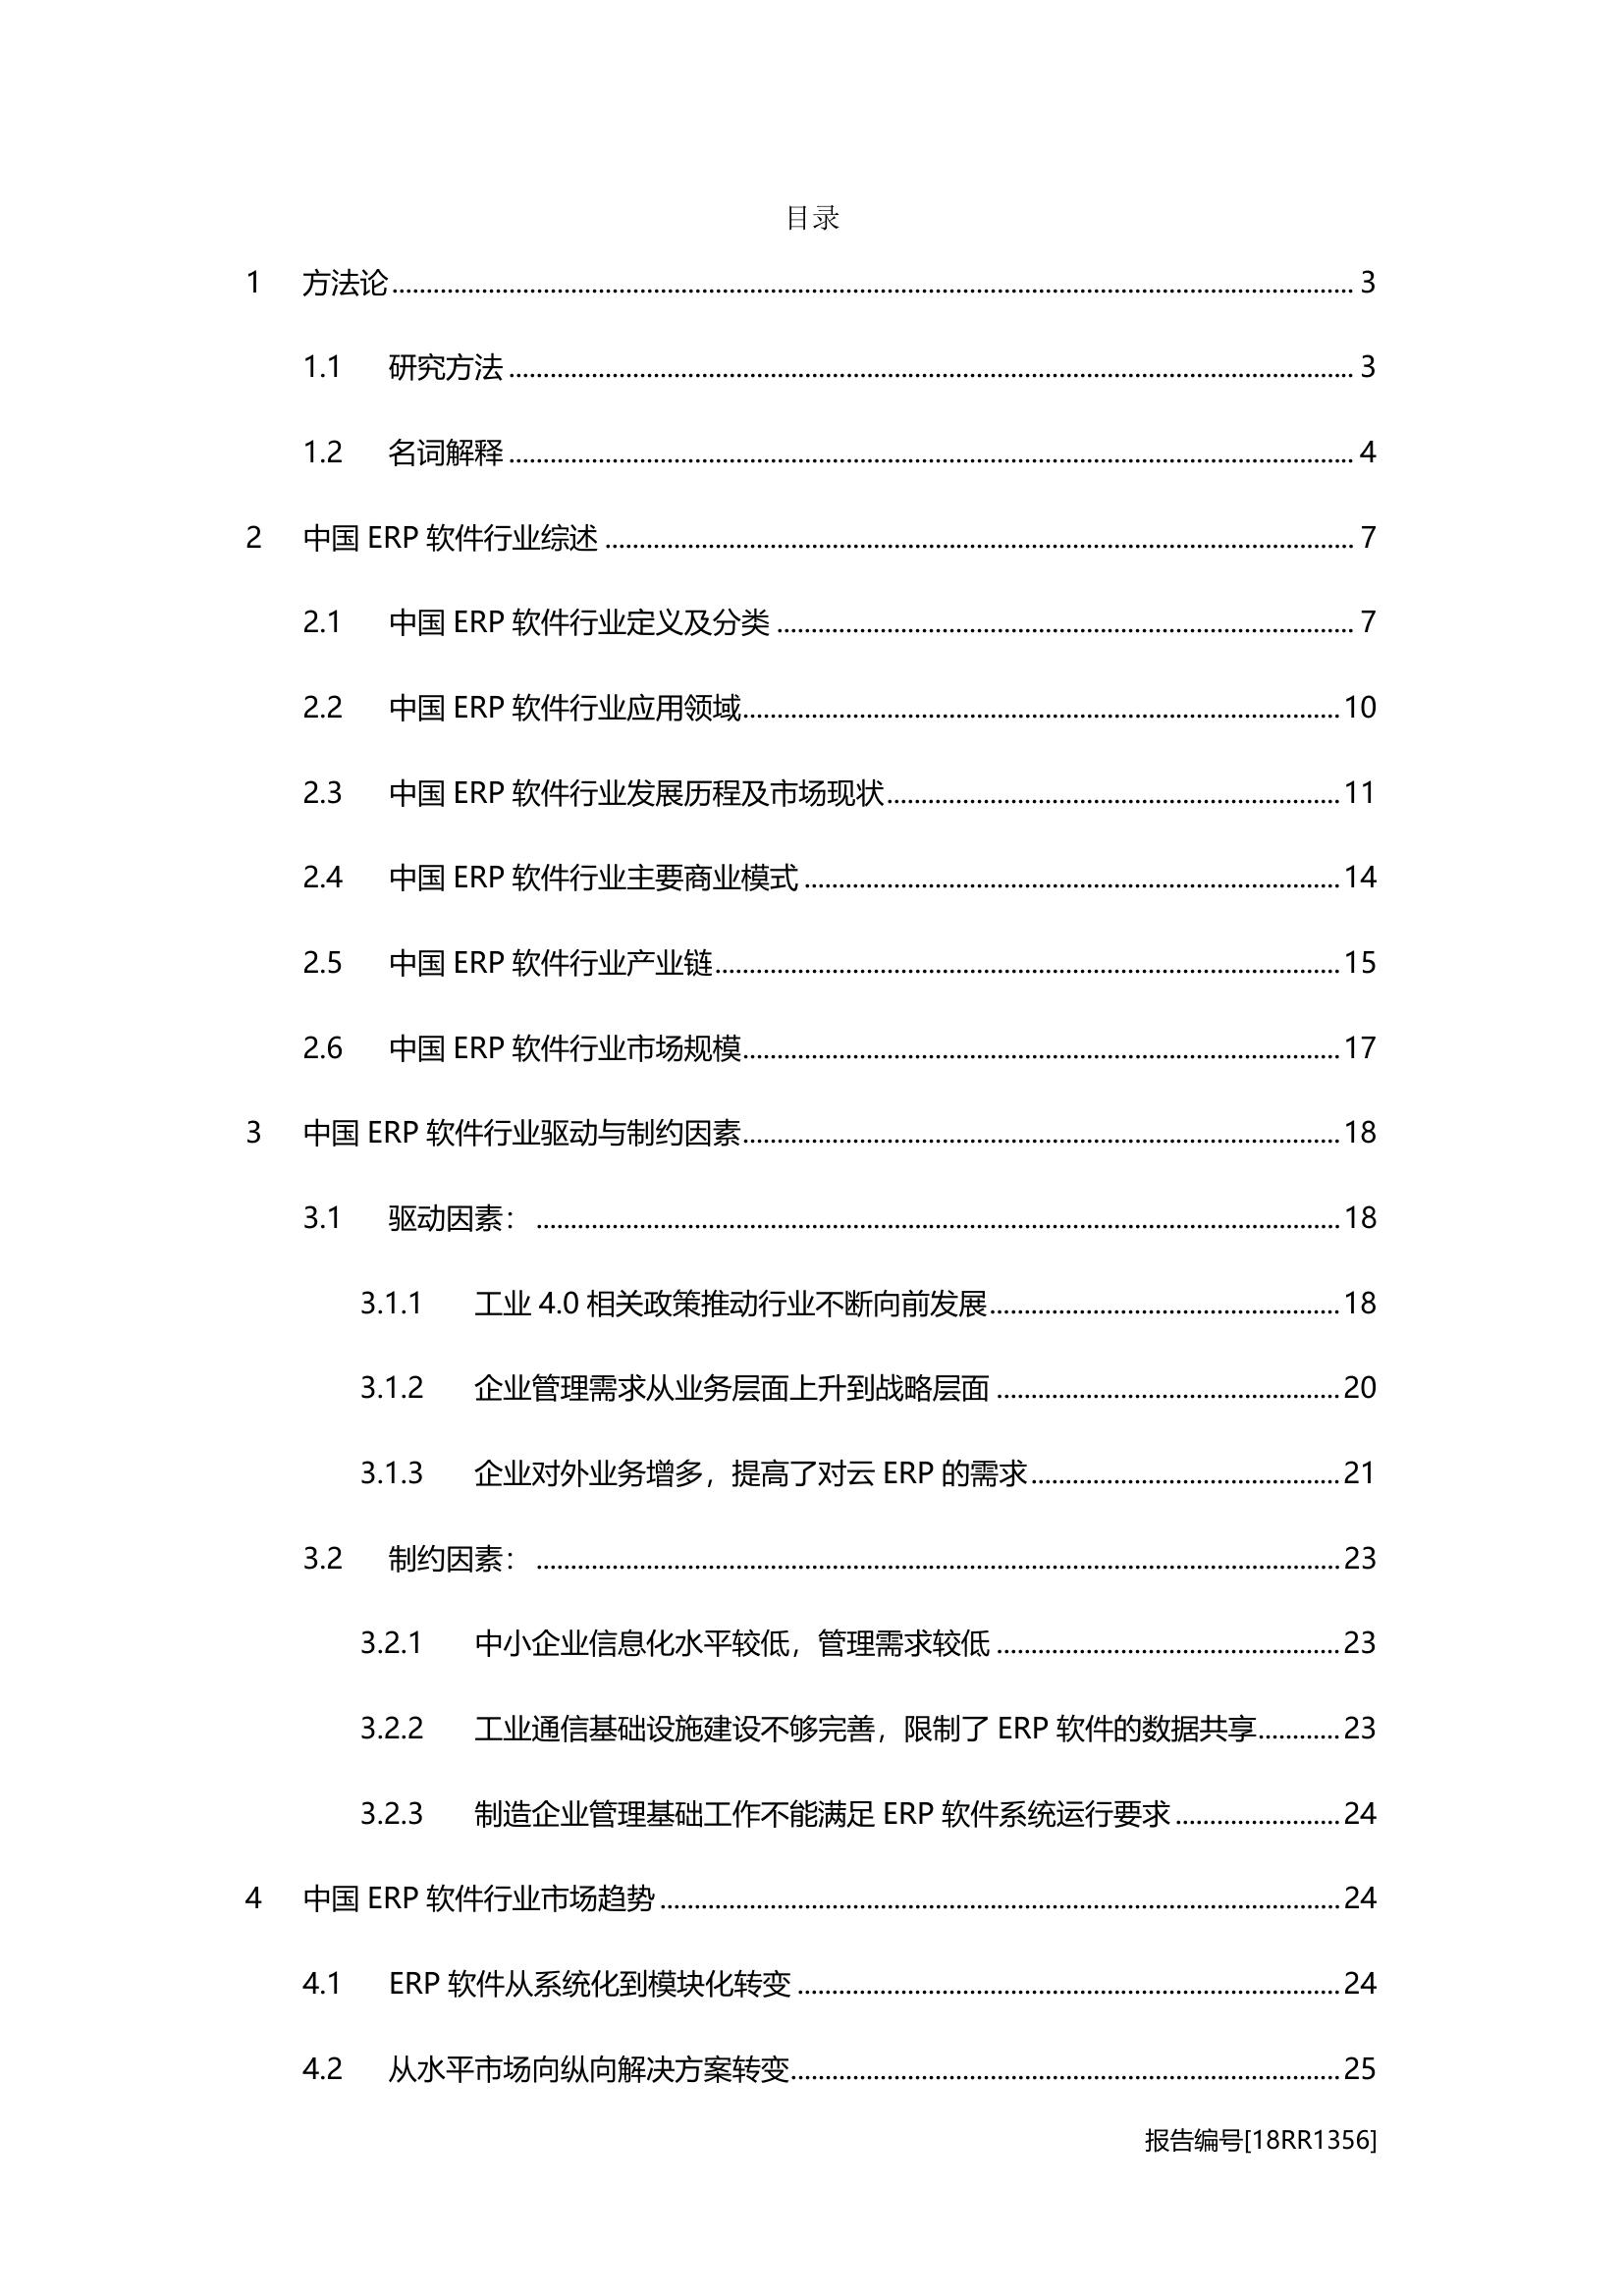 目录
1 方法论 3
1.1 研究方法 3
1.2 名词解释 4
2 中国 ERP 软件行业综述 7
2.1 中国 ERP 软件行业定义及分类 7
2.2 中国 ERP 软件行业应用领域 10
2.3 中国 ERP 软件行业发展历程及市场现状 11
2.4 中国 ERP 软件行业主要商业模式 14
2.5 中国 ERP 软件行业产业链 15
2.6 中国 ERP 软件行业市场规模 17
3 中国 ERP 软件行业驱动与制约因素 18
3.1 驱动因素： 18
3.1.1 工业 4.0 相关政策推动行业不断向前发展 18
3.1.2 企业管理需求从业务层面上升到战略层面 20
3.1.3 企业对外业务增多，提高了对云 ERP 的需求 21
3.2 制约因素： 23
3.2.1 中小企业信息化水平较低，管理需求较低 23
3.2.2 工业通信基础设施建设不够完善，限制了 ERP 软件的数据共享 23
3.2.3 制造企业管理基础工作不能满足 ERP 软件系统运行要求 24
4 中国 ERP 软件行业市场趋势 24
4.1 ERP 软件从系统化到模块化转变 24
4.2 从水平市场向纵向解决方案转变 25
报告编号[18RR1356]